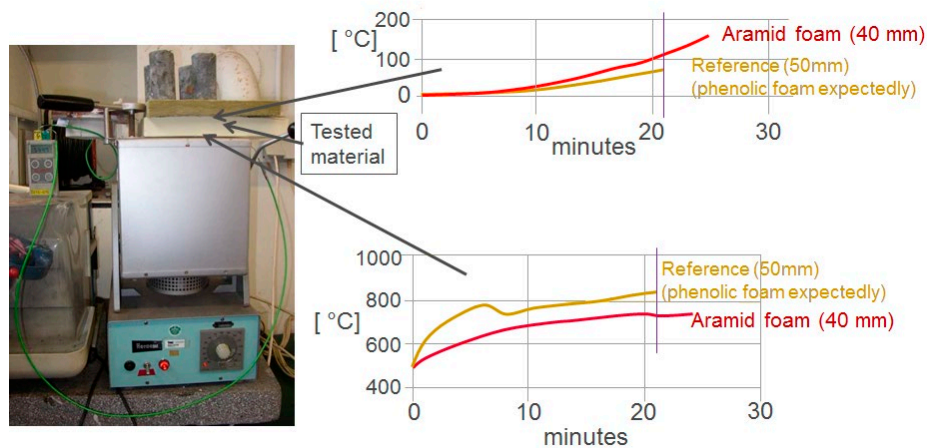 200
[ °C]
100
0
0
10
20
30
minutes
Aramid foam (40 mm)
Reference (50mm)
(phenolic foam expectedly)
Tested
material
1000
800
[ °C]
600
400
0
10
20
30
minutes
Reference (50mm)
(phenolic foam expectedly)
Aramid foam (40 mm)